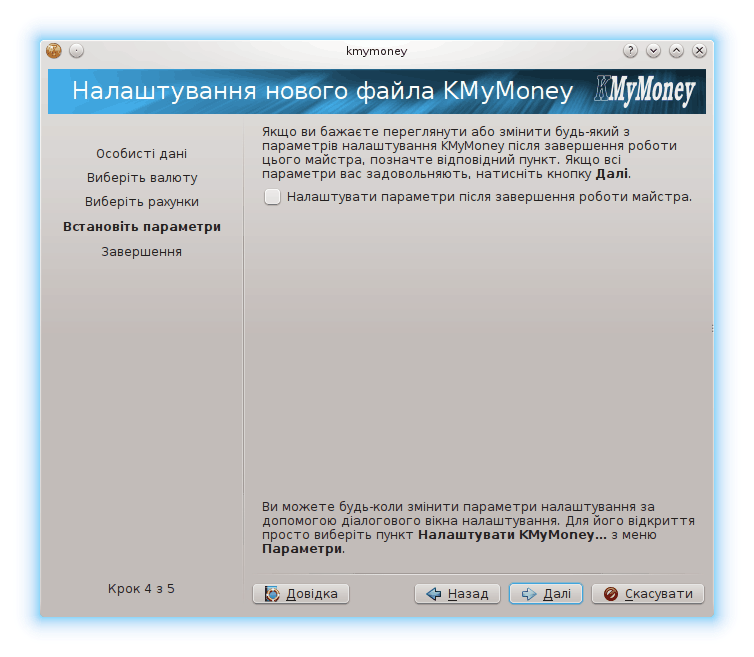 kmymoney
Налаштування нового файла KMyMoney
KMyMoney
Особисті дані
Виберіть валюту
Виберіть рахунки
Встановіть параметри
Завершення
Крок 4 з 5
Якщо ви бажаєте переглянути або змінити будь-який з
параметрів налаштування KMyMoney після завершення роботи
цього майстра, позначте відповідний пункт. Якщо всі
параметри вас задовольняють, натисніть кнопку Далі.
Налаштувати параметри після завершення роботи майстра.
Ви можете будь-коли змінити параметри налаштування за
допомогою діалогового вікна налаштування. Для його відкриття
просто виберіть пункт Налаштувати KMyMoney... з меню
Параметри.
Довідка
Назад
Далі
Скасувати